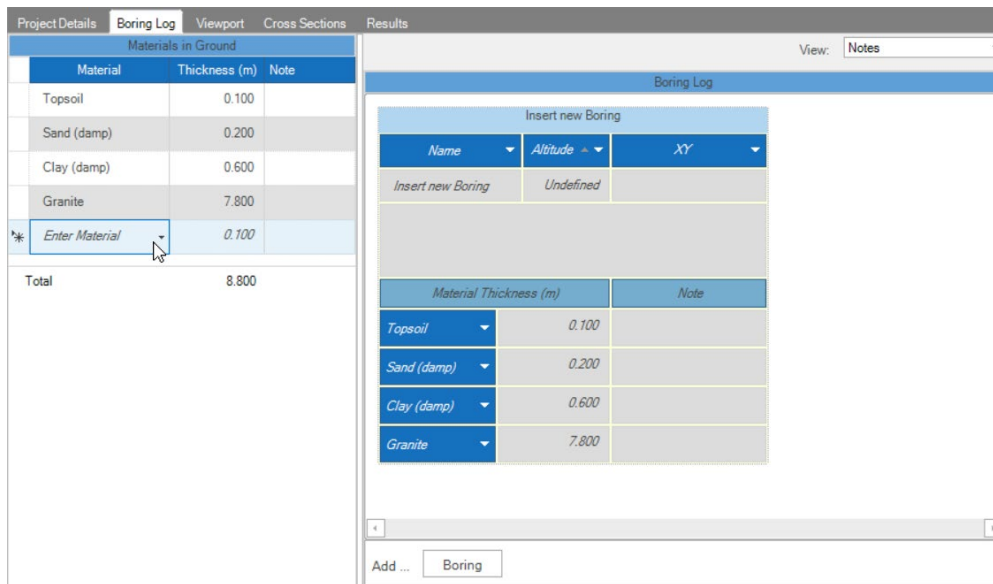 Project Details Boring Log Viewport Cross Sections Results
Materials in Ground
Material Thickness (m) Note
Topsoil 0.100
Sand (damp) 0.200
Clay (damp) 0.600
Granite 7.800
Enter Material 0.100
Total 8.800
View: Notes
Boring Log
Insert new Boring
Name Altitude XY
Insert new Boring Undefined
Material Thickness (m) Note
Topsoil 0.100
Sand (damp) 0.200
Clay (damp) 0.600
Granite 7.800
Add ... Boring